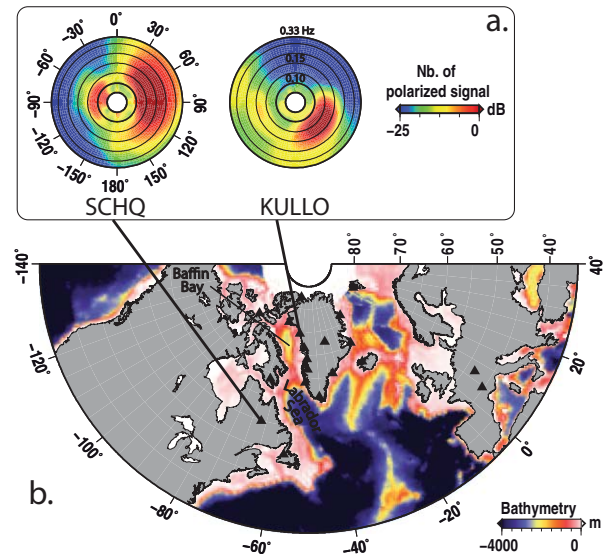 a.
0°
−30°
30°
−60°
60°
−90°
90°
−120°
120°
−150°
150°
180°
0.33 Hz
0.15
0.10
Nb. of
polarized signal
dB
−25
0
SCHQ
KULLO
−140°
80°
70°
50°
40°
40°
Baffin
Bay
−120°
20°
Labrador
Sea
−100°
0°
b.
−80°
−20°
−60°
−40°
Bathymetry
m
−4000
0